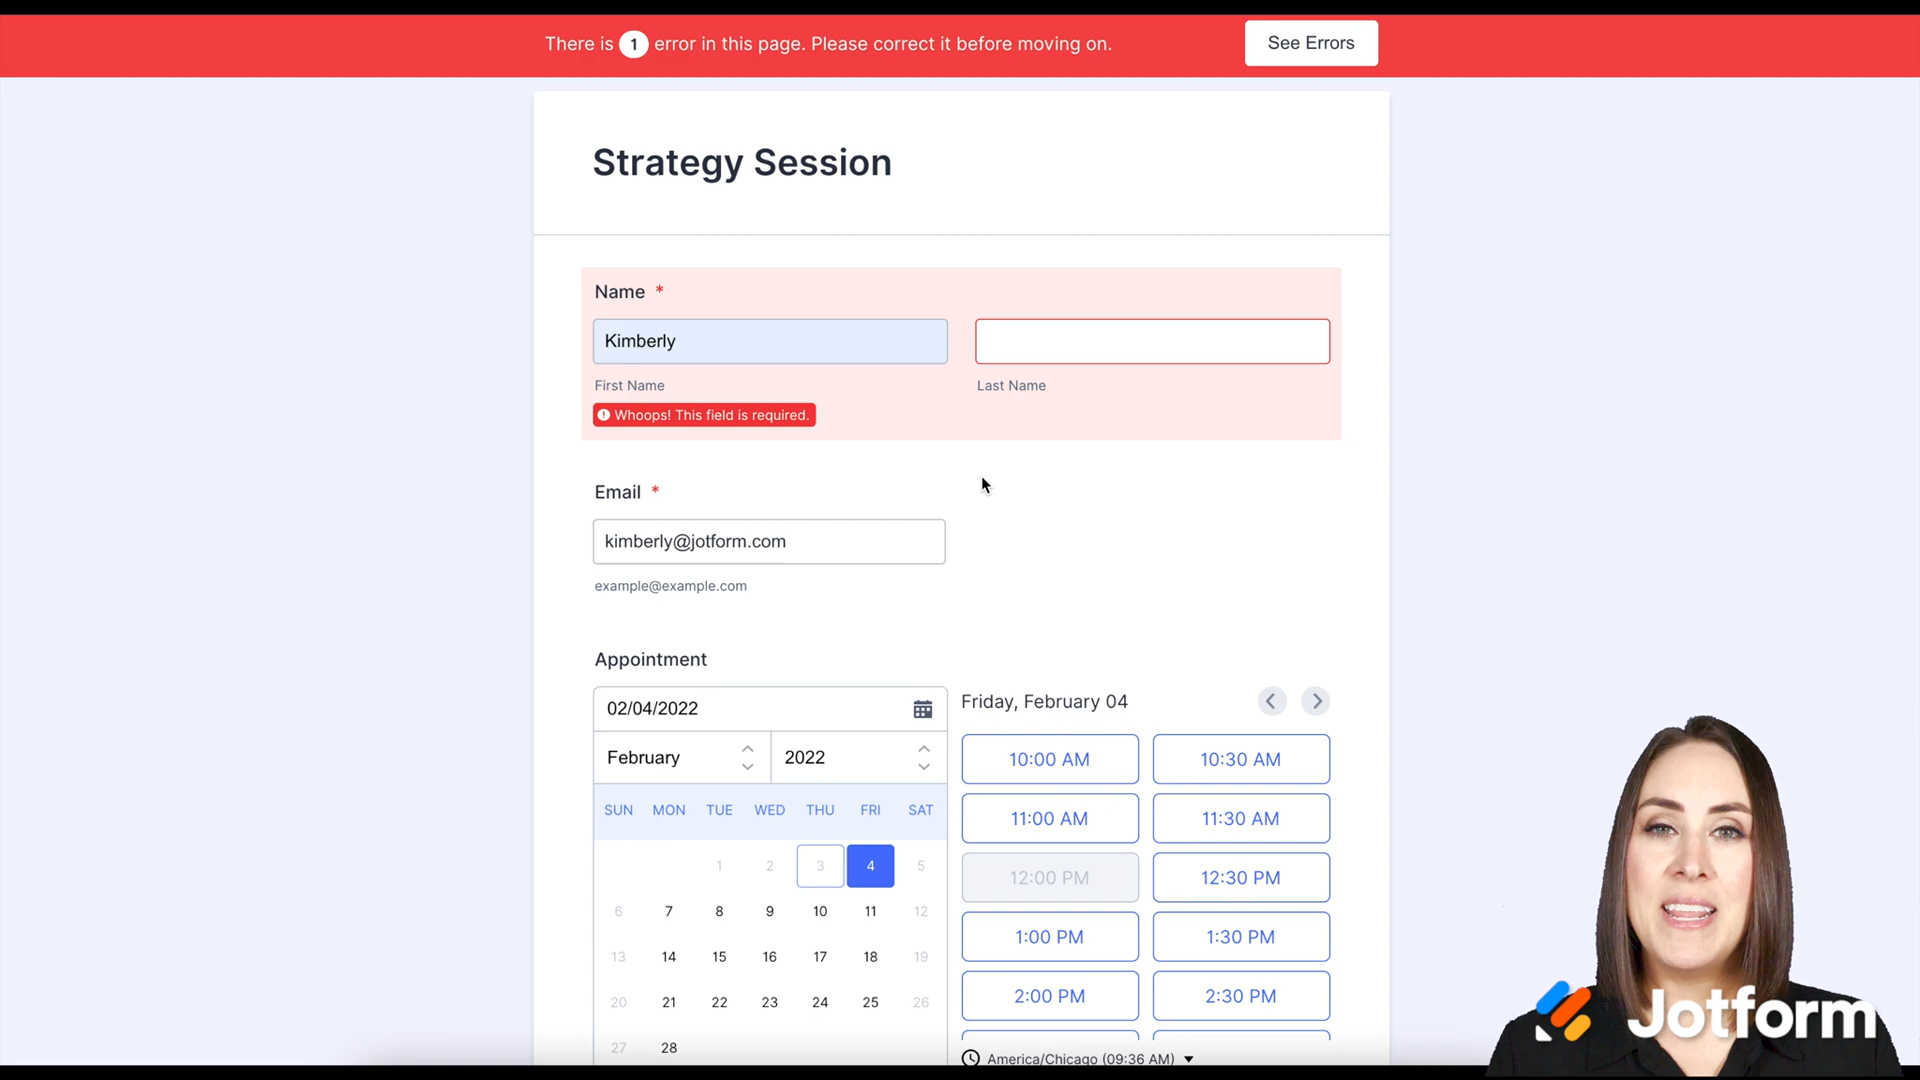 There is 1 error in this page. Please correct it before moving on.
See Errors
Strategy Session
Name *
Kimberly
First Name
Last Name
! Whoops! This field is required.
Email *
kimberly@jotform.com
example@example.com
Appointment
02/04/2022
February 2022
SUN MON TUE WED THU FRI SAT
1 2 3 4 5
6 7 8 9 10 11 12
13 14 15 16 17 18 19
20 21 22 23 24 25 26
27 28
Friday, February 04
10:00 AM 10:30 AM
11:00 AM 11:30 AM
12:00 PM 12:30 PM
1:00 PM 1:30 PM
2:00 PM 2:30 PM
America/Chicago (09:36 AM)
Jotform